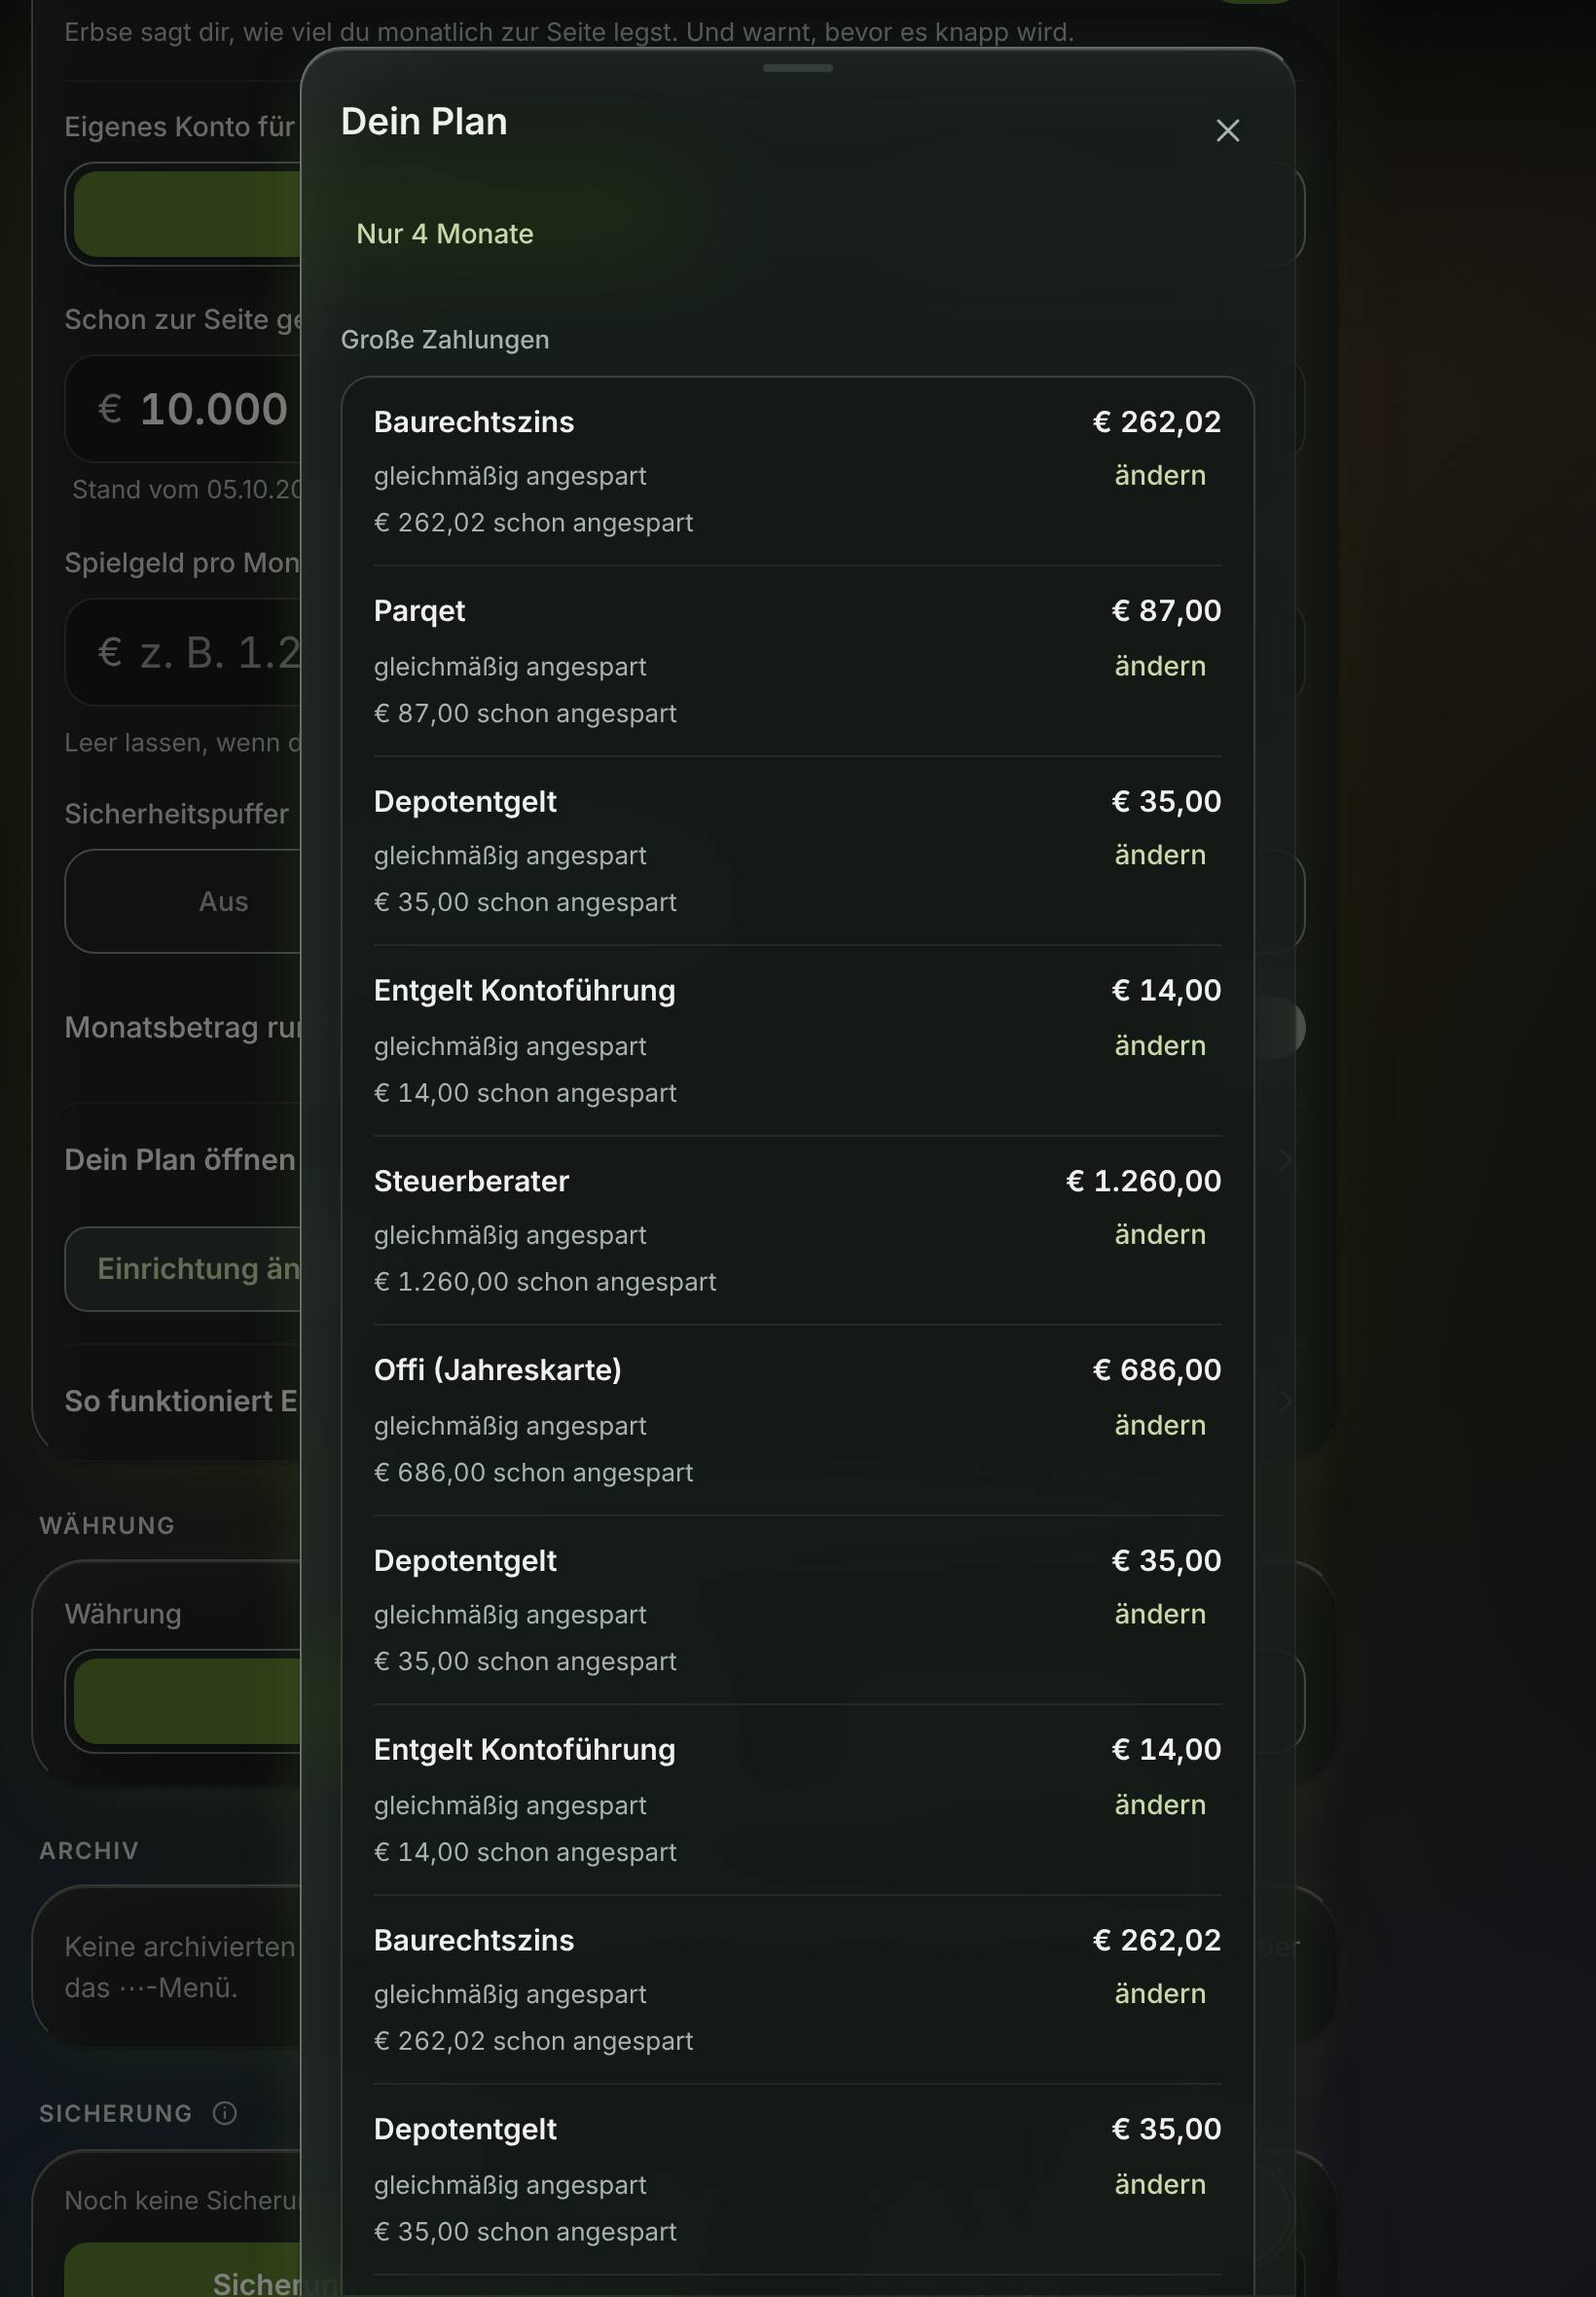 Erbse sagt dir, wie viel du monatlich zur Seite legst. Und warnt, bevor es knapp wird.
Dein Plan
Eigenes Konto für
Nur 4 Monate
Schon zur Seite ge
€ 10.000
Stand vom 05.10.20
Spielgeld pro Mon
€ z. B. 1.2
Leer lassen, wenn d
Sicherheitspuffer
Aus
Monatsbetrag ru
Dein Plan öffnen
Einrichtung än
So funktioniert E
WÄHRUNG
Währung
ARCHIV
Keine archivierten
das ···-Menü.
SICHERUNG
Noch keine Sicheru
Sicherun
Große Zahlungen
Baurechtszins € 262,02
gleichmäßig angespart ändern
€ 262,02 schon angespart
Parqet € 87,00
gleichmäßig angespart ändern
€ 87,00 schon angespart
Depotentgelt € 35,00
gleichmäßig angespart ändern
€ 35,00 schon angespart
Entgelt Kontoführung € 14,00
gleichmäßig angespart ändern
€ 14,00 schon angespart
Steuerberater € 1.260,00
gleichmäßig angespart ändern
€ 1.260,00 schon angespart
Offi (Jahreskarte) € 686,00
gleichmäßig angespart ändern
€ 686,00 schon angespart
Depotentgelt € 35,00
gleichmäßig angespart ändern
€ 35,00 schon angespart
Entgelt Kontoführung € 14,00
gleichmäßig angespart ändern
€ 14,00 schon angespart
Baurechtszins € 262,02
gleichmäßig angespart ändern
€ 262,02 schon angespart
Depotentgelt € 35,00
gleichmäßig angespart ändern
€ 35,00 schon angespart